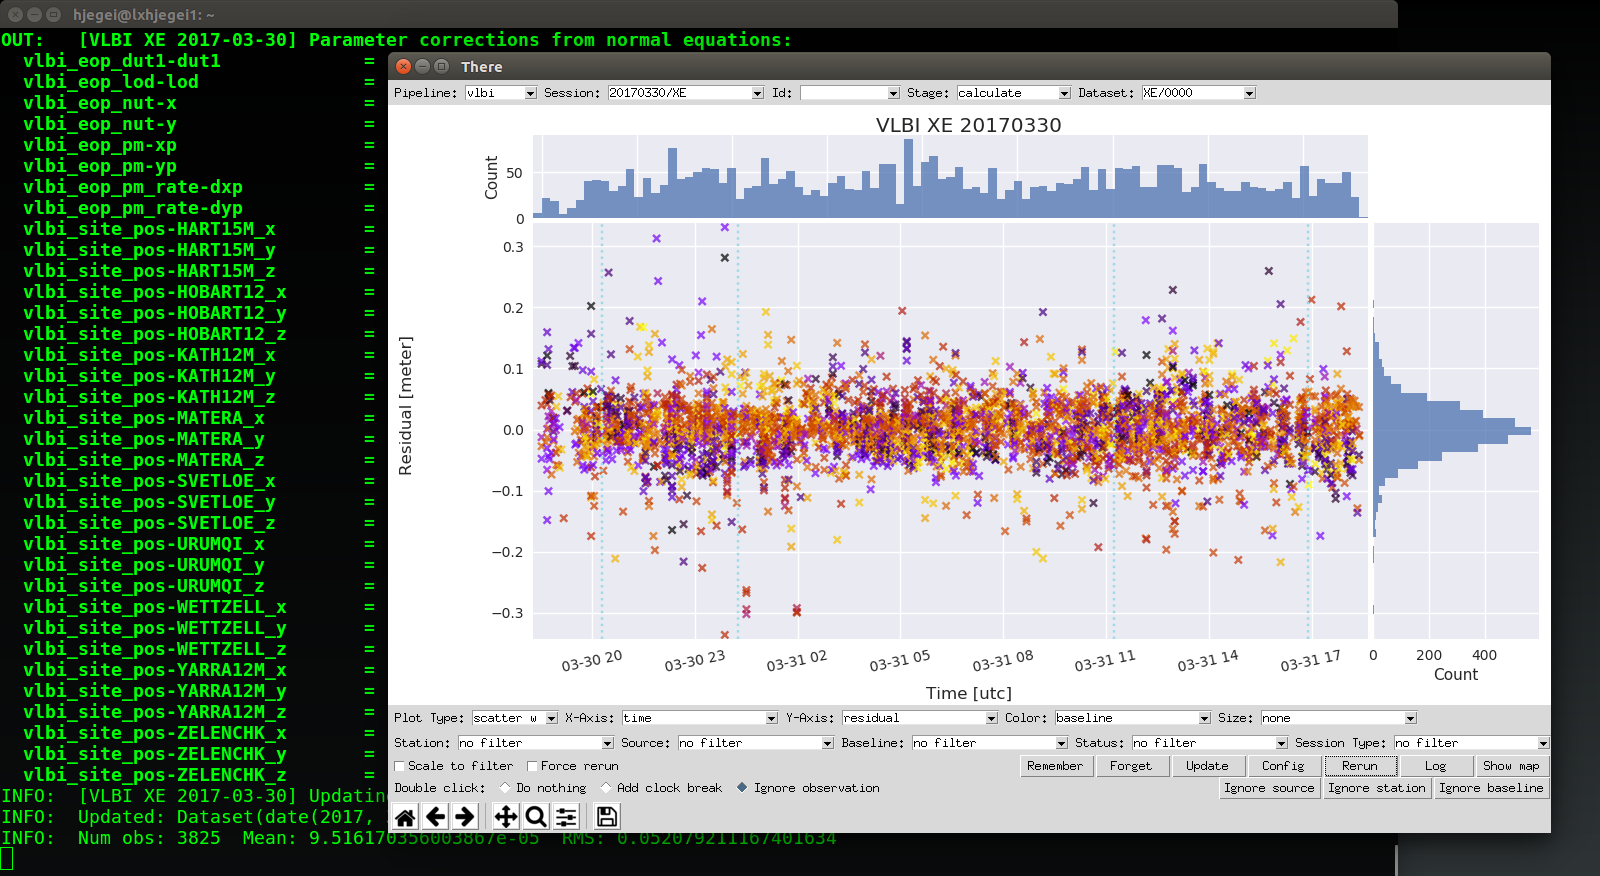 hjegei@lxhjegei1: ~
OUT: [VLBI XE 2017-03-30] Parameter corrections from normal equations:
vlbi_eop_dut1-dut1 =
vlbi_eop_lod-lod =
vlbi_eop_nut-x =
vlbi_eop_nut-y =
vlbi_eop_pm-xp =
vlbi_eop_pm-yp =
vlbi_eop_pm_rate-dxp =
vlbi_eop_pm_rate-dyp =
vlbi_site_pos-HART15M_x =
vlbi_site_pos-HART15M_y =
vlbi_site_pos-HART15M_z =
vlbi_site_pos-HOBART12_x =
vlbi_site_pos-HOBART12_y =
vlbi_site_pos-HOBART12_z =
vlbi_site_pos-KATH12M_x =
vlbi_site_pos-KATH12M_y =
vlbi_site_pos-KATH12M_z =
vlbi_site_pos-MATERA_x =
vlbi_site_pos-MATERA_y =
vlbi_site_pos-MATERA_z =
vlbi_site_pos-SVETLOE_x =
vlbi_site_pos-SVETLOE_y =
vlbi_site_pos-SVETLOE_z =
vlbi_site_pos-URUMQI_x =
vlbi_site_pos-URUMQI_y =
vlbi_site_pos-URUMQI_z =
vlbi_site_pos-WETTZELL_x =
vlbi_site_pos-WETTZELL_y =
vlbi_site_pos-WETTZELL_z =
vlbi_site_pos-YARRA12M_x =
vlbi_site_pos-YARRA12M_y =
vlbi_site_pos-YARRA12M_z =
vlbi_site_pos-ZELENCHK_x =
vlbi_site_pos-ZELENCHK_y =
vlbi_site_pos-ZELENCHK_z =
INFO: [VLBI XE 2017-03-30] Updating
INFO: Updated: Dataset(date(2017,
INFO: Num obs: 3825 Mean: 9.516170356003867e-05 RMS: 0.052079211167401634
There
Pipeline: vlbi Session: 20170330/XE Id: Stage: calculate Dataset: XE/0000
VLBI XE 20170330
Count
50
0
Residual [meter]
0.3
0.2
0.1
0.0
−0.1
−0.2
−0.3
03-30 20 03-30 23 03-31 02 03-31 05 03-31 08 03-31 11 03-31 14 03-31 17
Time [utc]
0 200 400
Count
Plot Type: scatter w X-Axis: time Y-Axis: residual Color: baseline Size: none
Station: no filter Source: no filter Baseline: no filter Status: no filter Session Type: no filter
Scale to filter Force rerun Remember Forget Update Config Rerun Log Show map
Double click: Do nothing Add clock break Ignore observation Ignore source Ignore station Ignore baseline